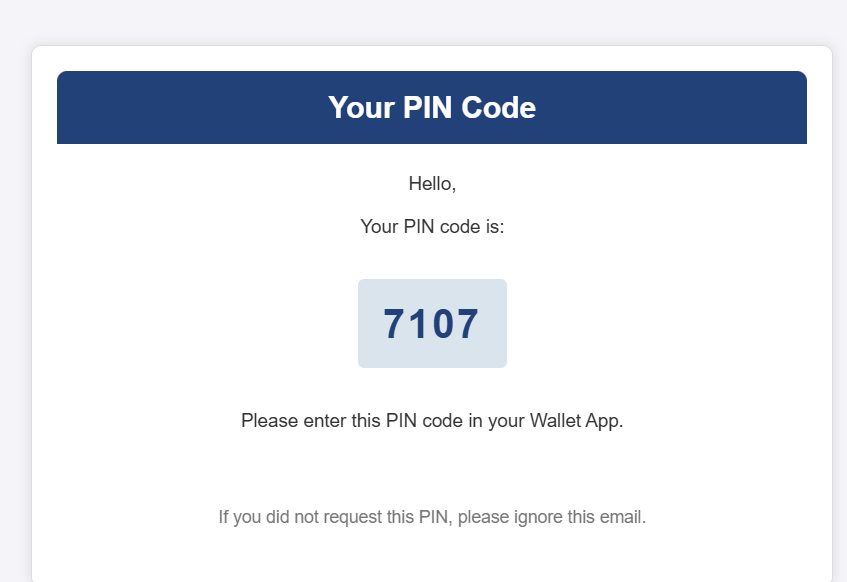 Your PIN Code
Hello,
Your PIN code is:
7107
Please enter this PIN code in your Wallet App.
If you did not request this PIN, please ignore this email.